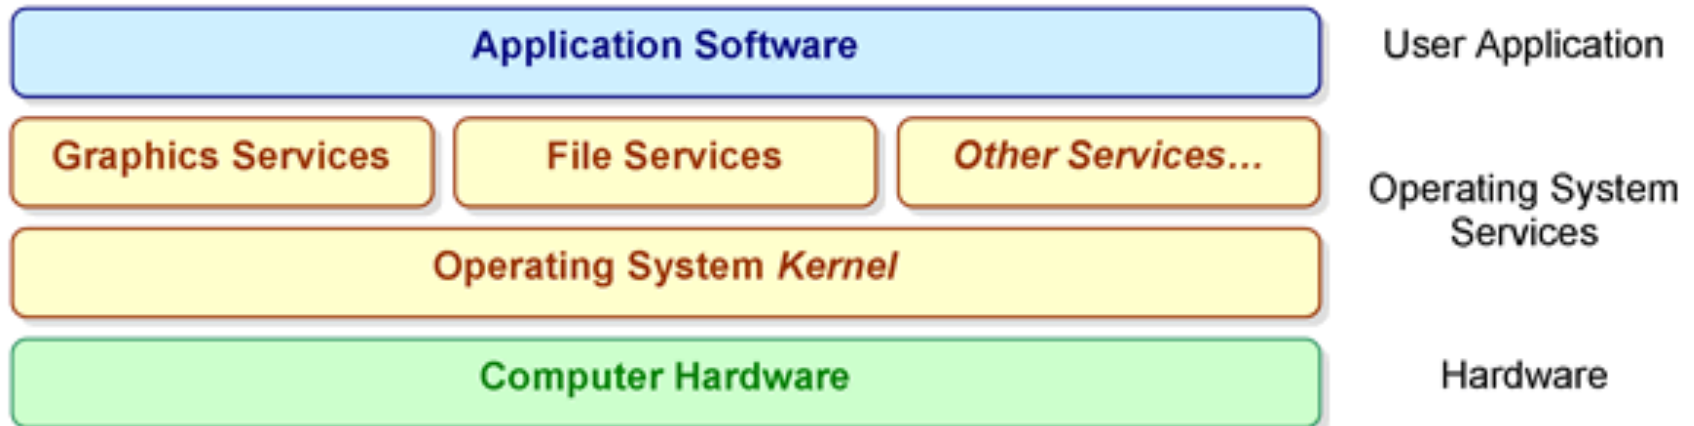 Application Software
User Application
Graphics Services
File Services
Other Services…
Operating System
Services
Operating System Kernel
Computer Hardware
Hardware